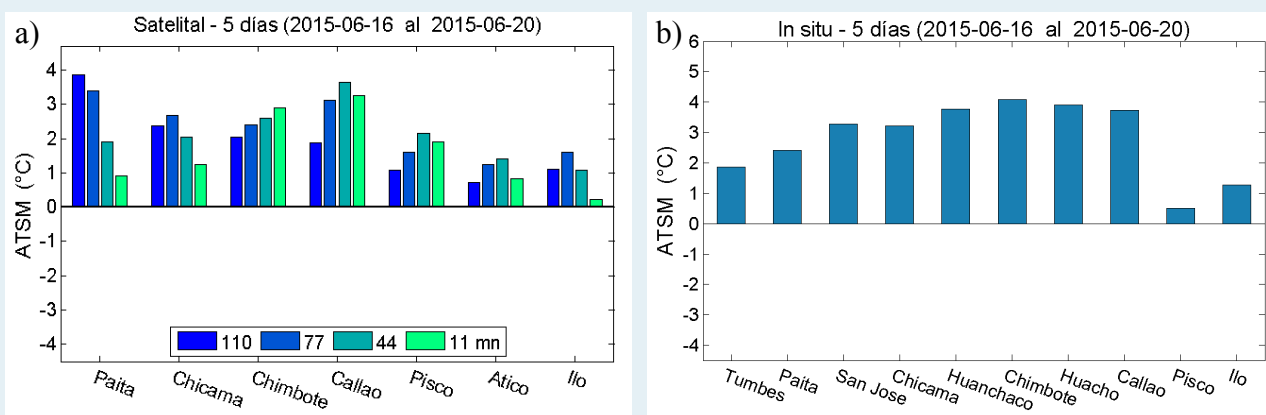 a)
Satelital - 5 días (2015-06-16 al 2015-06-20)
ATSM (°C)
4
3
2
1
0
-1
-2
-3
-4
110 77 44 11 mn
Paita Chicama Chimbote Callao Pisco Atico Ilo
b)
In situ - 5 días (2015-06-16 al 2015-06-20)
ATSM (°C)
6
5
4
3
2
1
0
-1
-2
-3
-4
Tumbes Paita San Jose Chicama Huanchaco Chimbote Huacho Callao Pisco Ilo